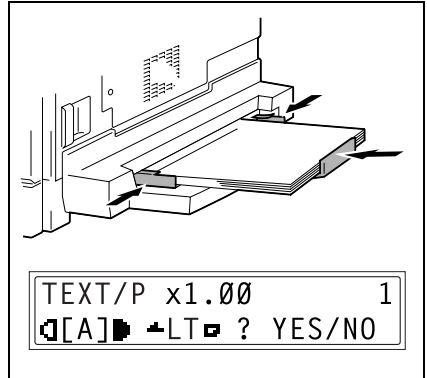 TEXT/P x1.00 1
[A] LT ? YES/NO